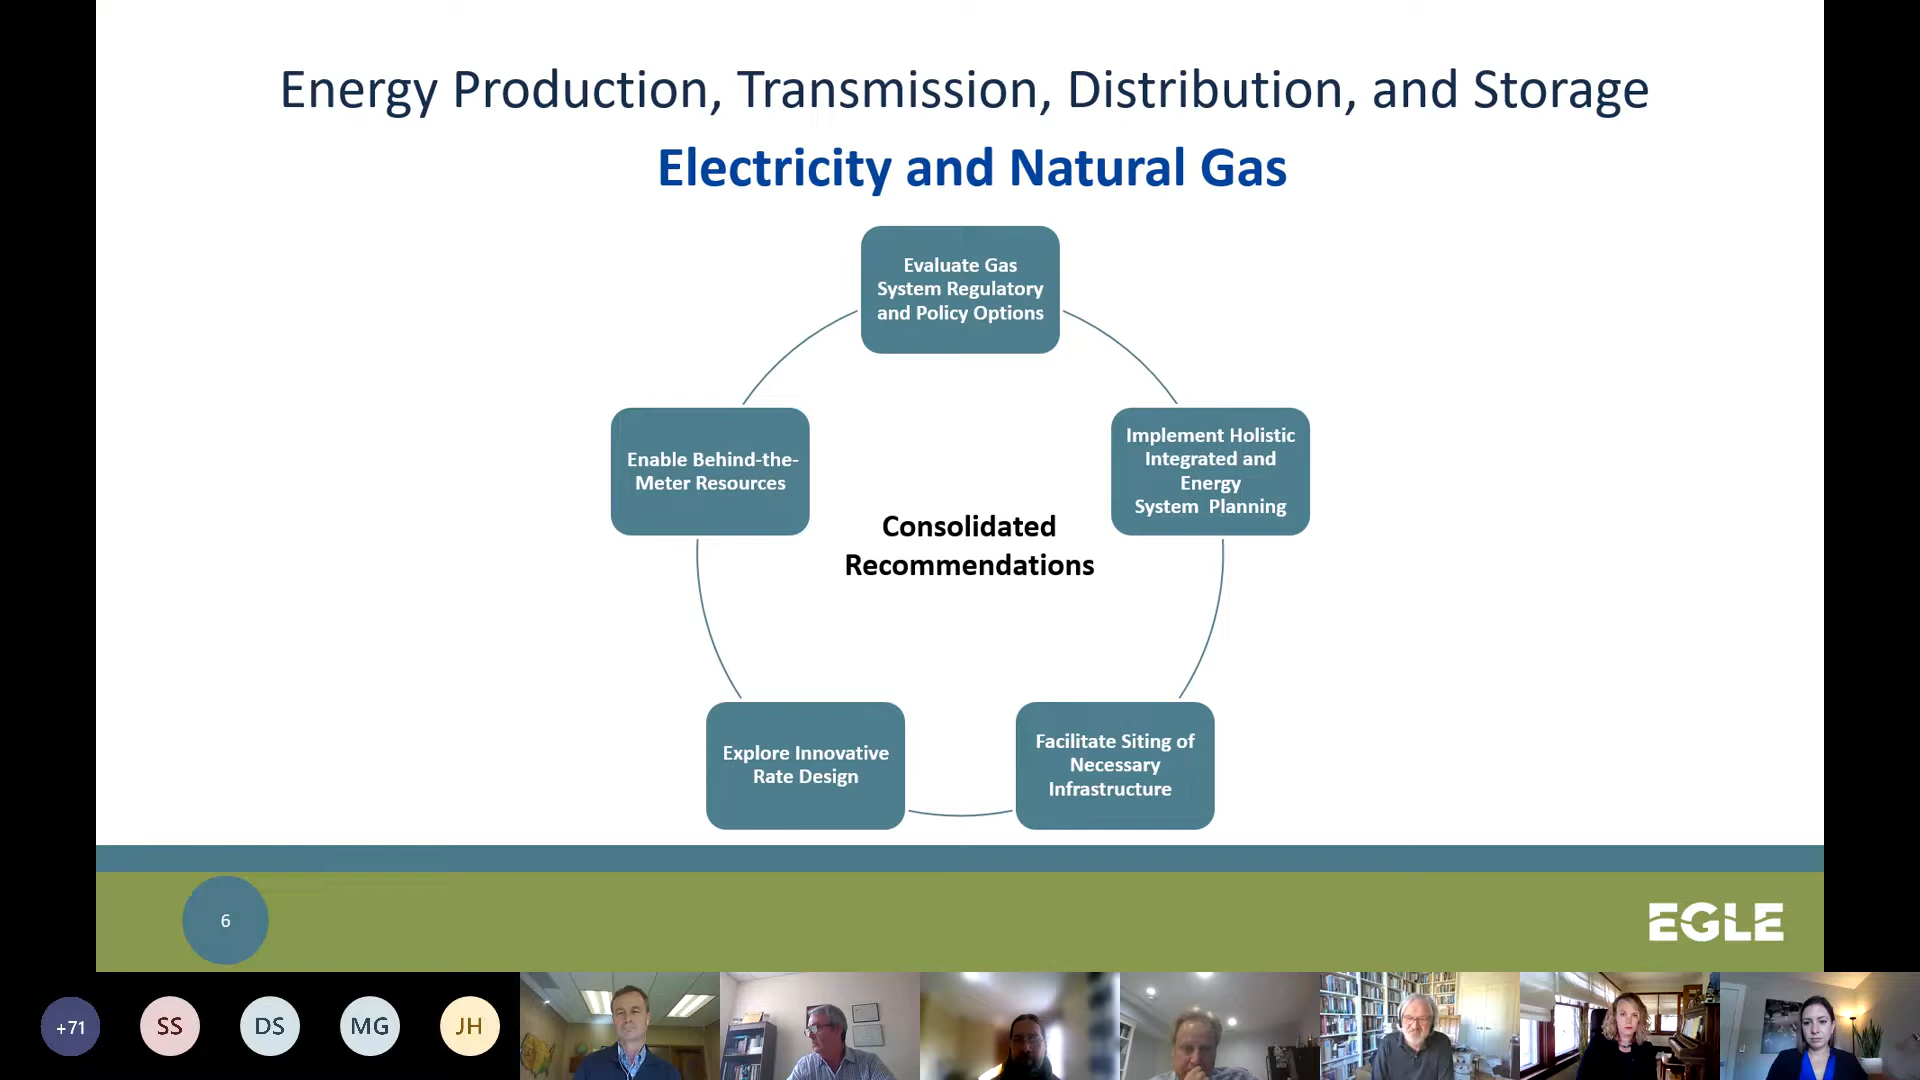 Energy Production, Transmission, Distribution, and Storage
Electricity and Natural Gas
Evaluate Gas
System Regulatory
and Policy Options
Enable Behind-the-
Meter Resources
Implement Holistic
Integrated and
Energy
System  Planning
Consolidated
Recommendations
Explore Innovative
Rate Design
Facilitate Siting of
Necessary
Infrastructure
6
EGLE
+71
SS
DS
MG
JH